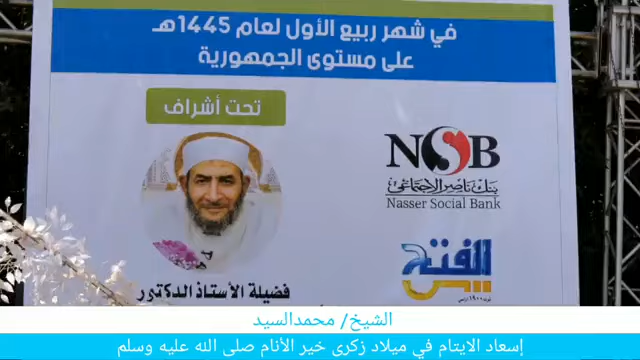 في شهر ربيع الأول لعام 1445هـ
على مستوى الجمهورية
تحت أشراف
NSB
بنك ناصر الاجتماعي
Nasser Social Bank
الفتح
فضيلة الأستاذ الدكتور
الشيخ/ محمدالسيد
إسعاد الايتام في ميلاد زكرى خير الأنام صلى الله عليه وسلم